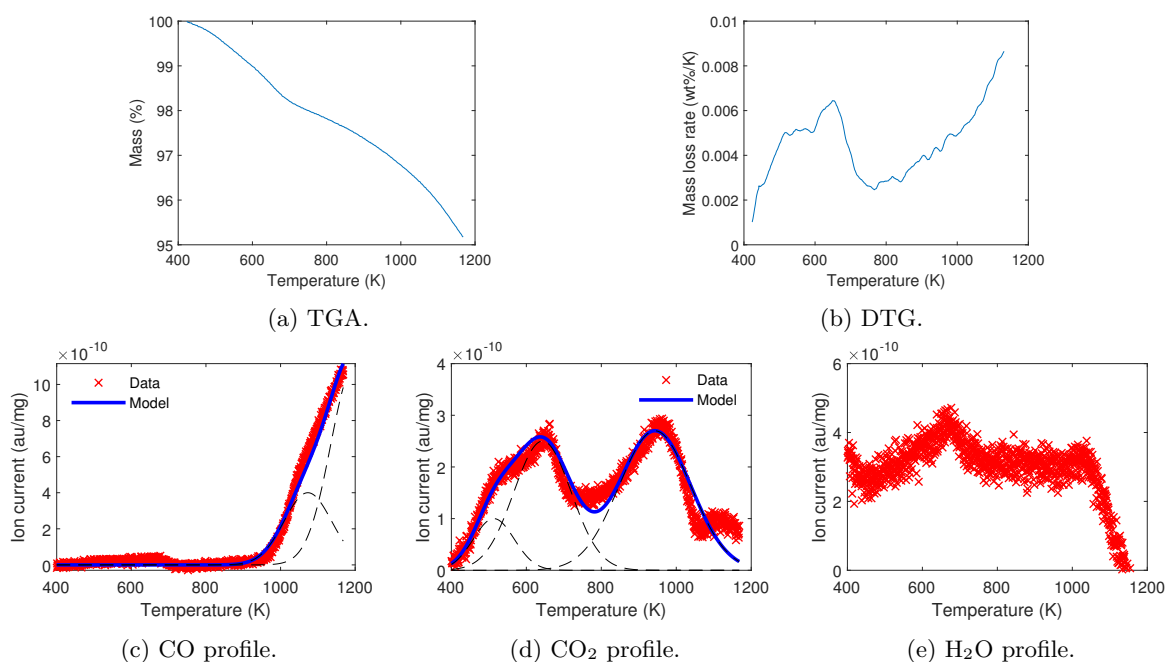 100
99
98
97
96
95
Mass (%)
400 600 800 1000 1200
Temperature (K)
(a) TGA.
0.01
0.008
0.006
0.004
0.002
0
Mass loss rate (wt%/K)
400 600 800 1000 1200
Temperature (K)
(b) DTG.
×10-10
10
8
6
4
2
0
Ion current (au/mg)
Data
Model
400 600 800 1000 1200
Temperature (K)
(c) CO profile.
4 ×10-10
3
2
1
0
Ion current (au/mg)
Data
Model
400 600 800 1000 1200
Temperature (K)
(d) CO2 profile.
6 ×10-10
4
2
0
Ion current (au/mg)
400 600 800 1000 1200
Temperature (K)
(e) H2O profile.